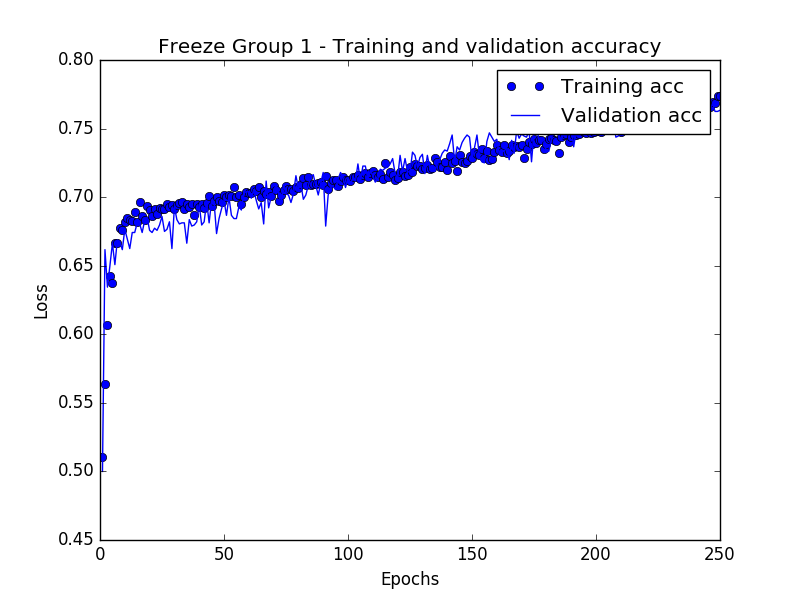 Freeze Group 1 - Training and validation accuracy
0.80
Training acc
Validation acc
0.75
0.70
0.65
0.60
0.55
0.50
0.45
Loss
0 50 100 150 200 250
Epochs